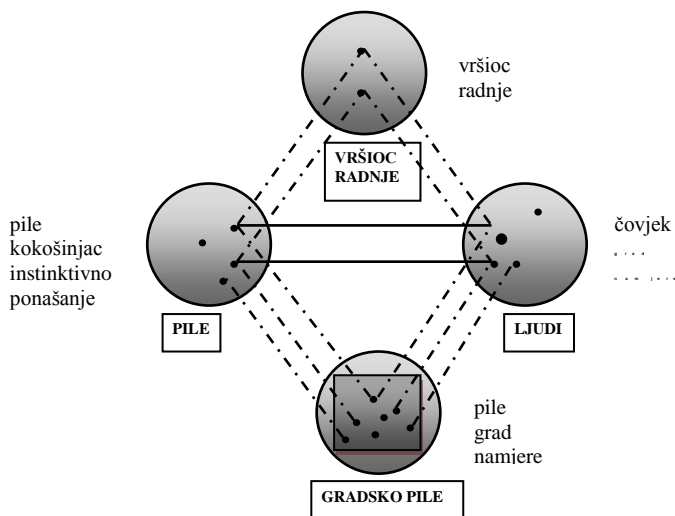 vršioc
radnje
VRŠIOC
RADNJE
pile
kokošinjac
instinktivno
ponašanje
čovjek
PILE
LJUDI
pile
grad
namjere
GRADSKO PILE